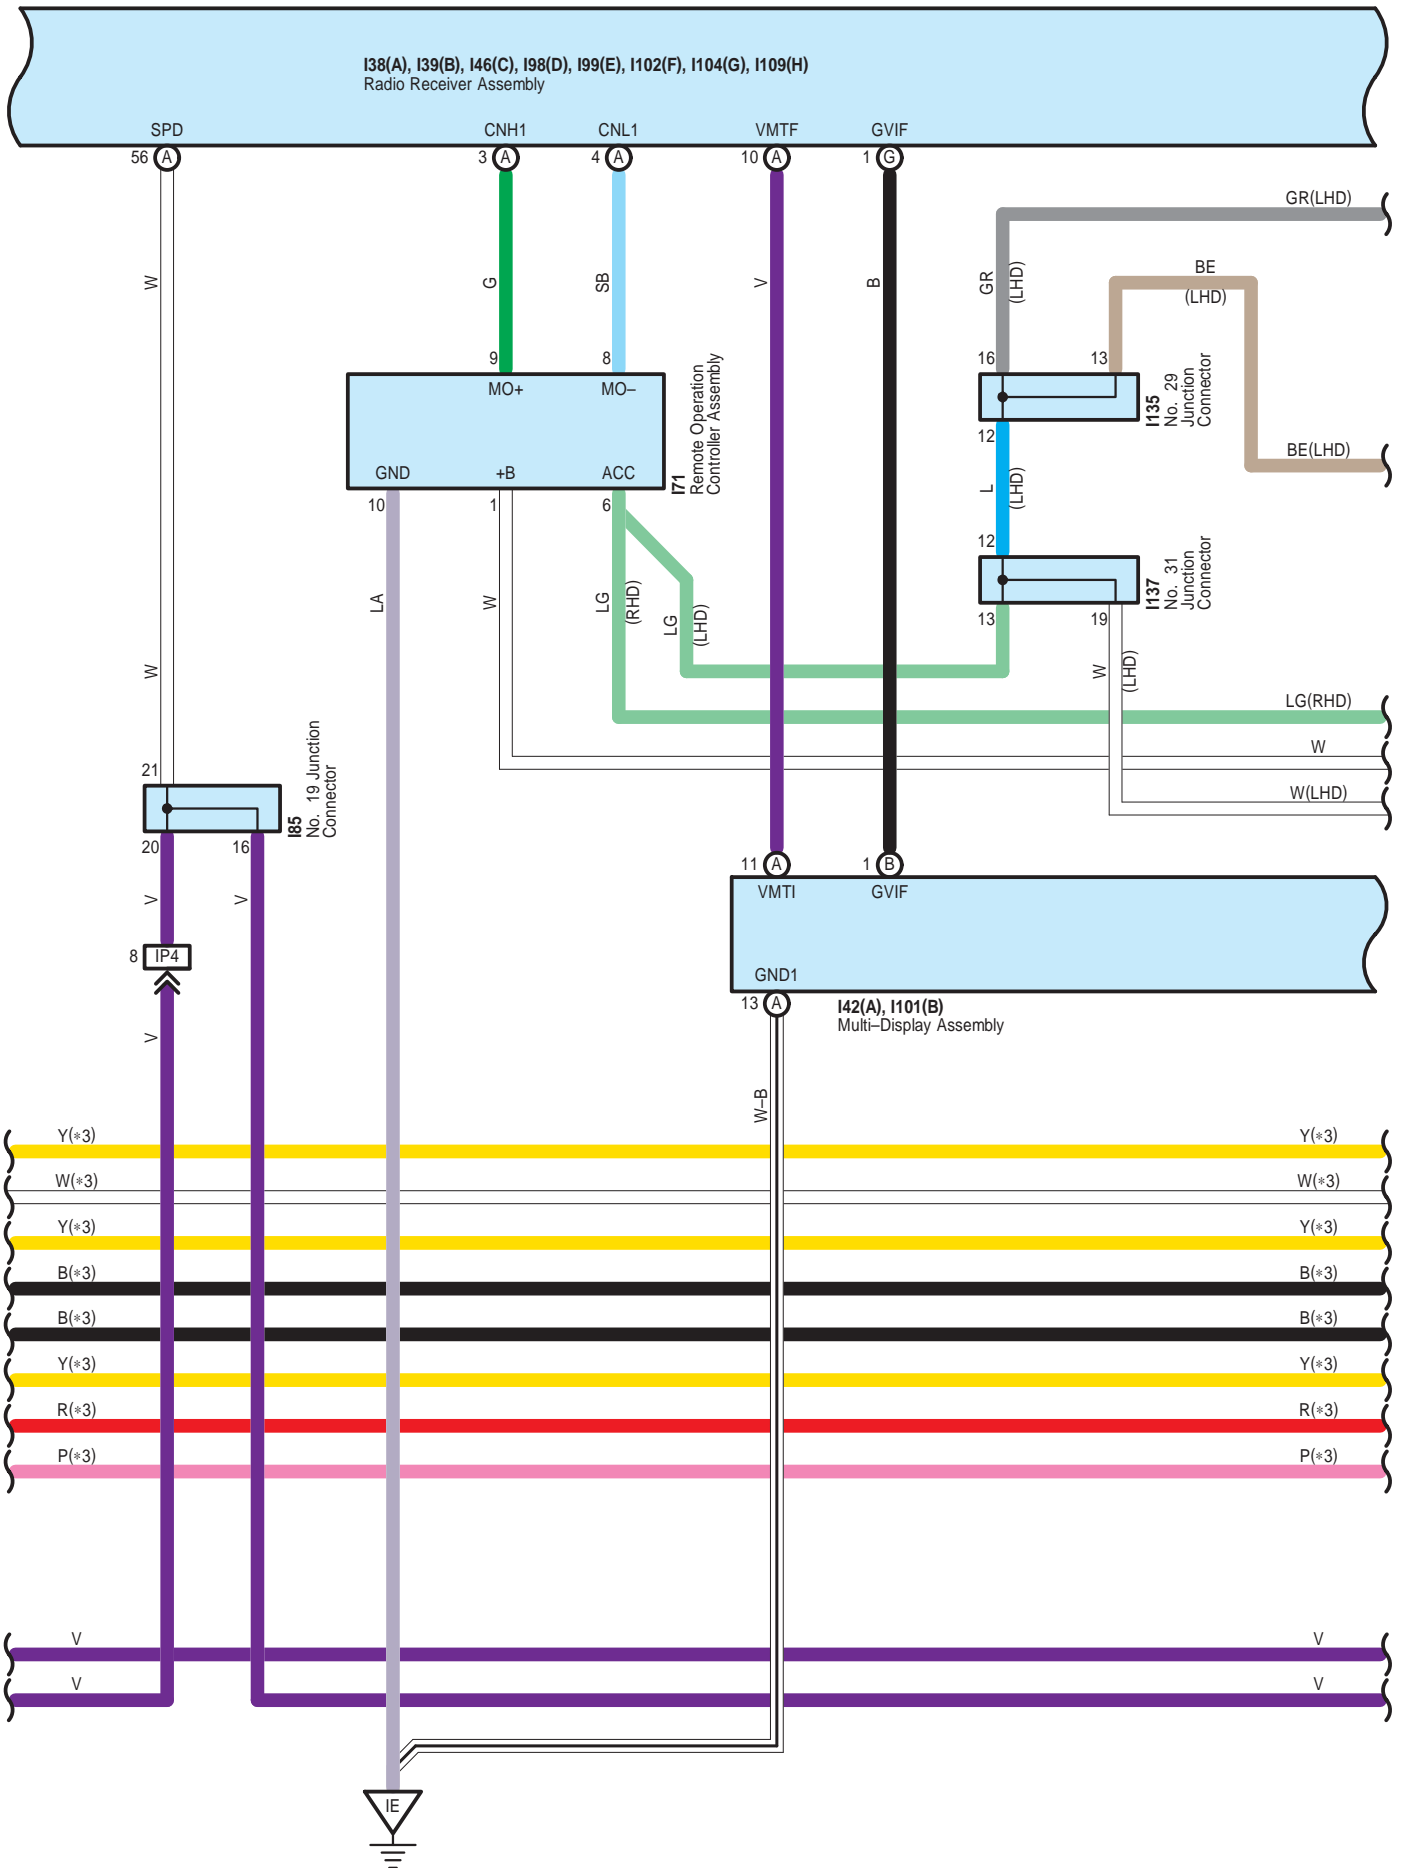 I38(A), I39(B), I46(C), I98(D), I99(E), I102(F), I104(G), I109(H)
Radio Receiver Assembly
SPD
CNH1
CNL1
VMTF
GVIF
56 A
3 A
4 A
10 A
1 G
GR(LHD)
W
G
SB
V
B
GR
(LHD)
BE
(LHD)
9
8
16
13
MO+
MO–
I71
Remote Operation
Controller Assembly
I135
No. 29
Junction
Connector
12
BE(LHD)
GND
+B
ACC
10
1
6
L
(LHD)
12
I137
No. 31
Junction
Connector
LA
W
LG
(RHD)
LG
(LHD)
13
19
W
W
(LHD)
LG(RHD)
W
W(LHD)
21
I85
No. 19 Junction
Connector
20
16
11 A
1 B
VMTI
GVIF
V
V
8 IP4
GND1
13 A
I42(A), I101(B)
Multi–Display Assembly
V
W–B
Y(*3)
Y(*3)
W(*3)
W(*3)
Y(*3)
Y(*3)
B(*3)
B(*3)
B(*3)
B(*3)
Y(*3)
Y(*3)
R(*3)
R(*3)
P(*3)
P(*3)
V
V
V
V
IE